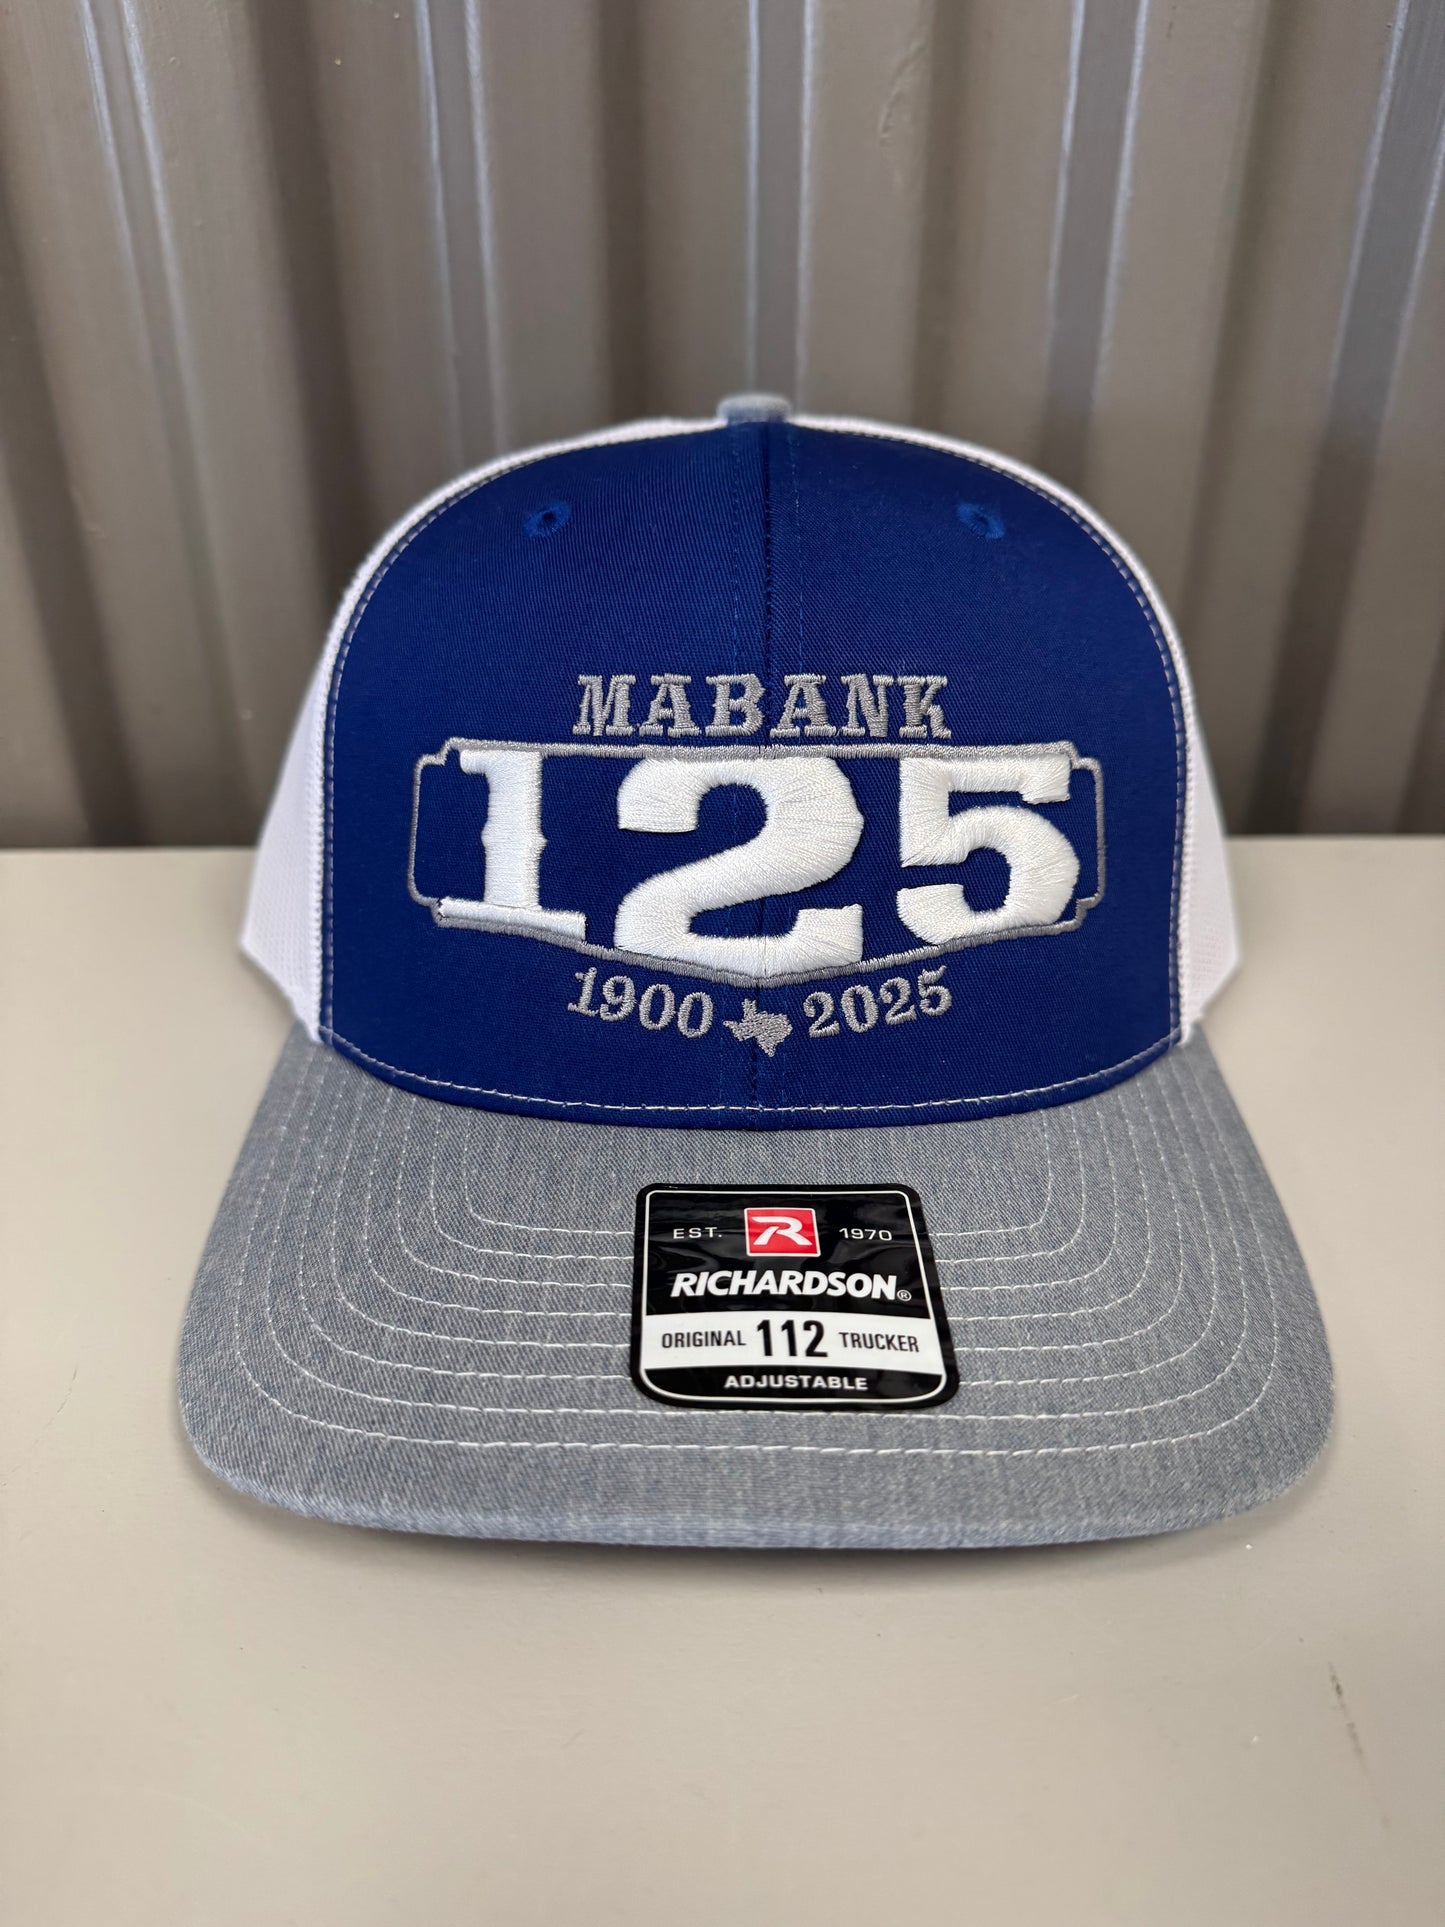 MABANK
125
1900 2025
EST. R 1970
RICHARDSON®
ORIGINAL 112 TRUCKER
ADJUSTABLE